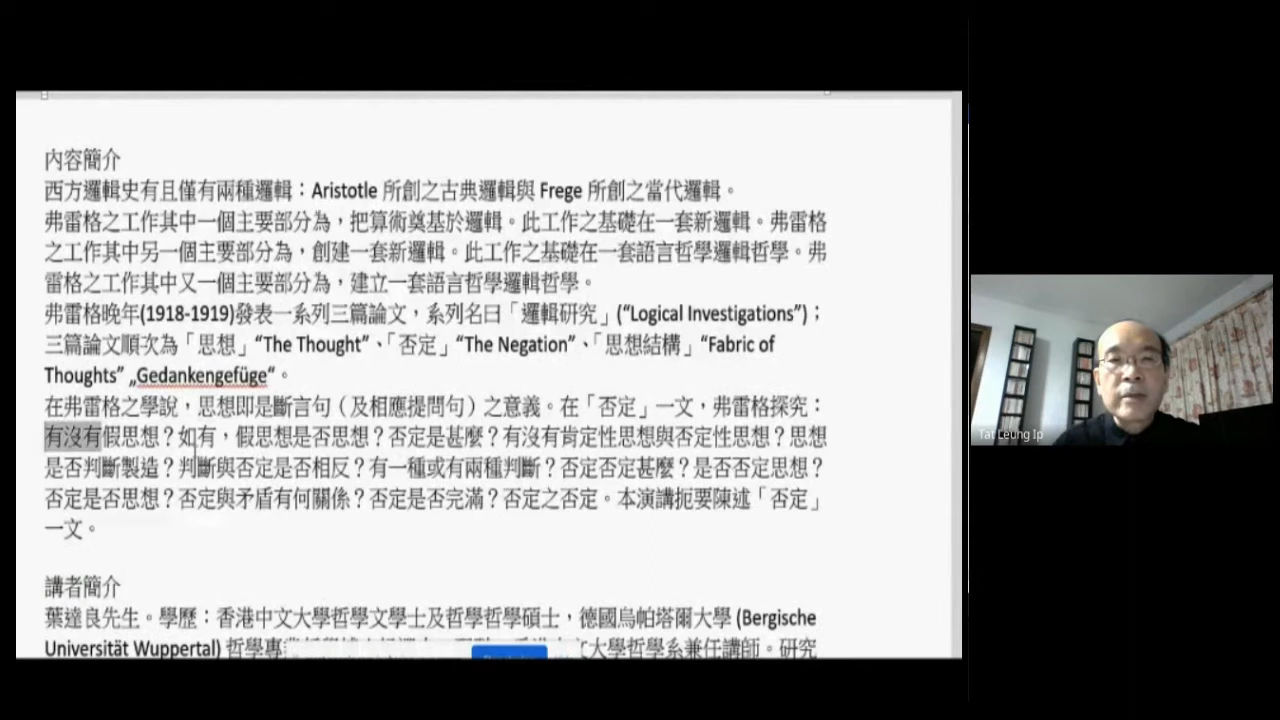 內容簡介
西方邏輯史有且僅有兩種邏輯：Aristotle 所創之古典邏輯與 Frege 所創之當代邏輯。
弗雷格之工作其中一個主要部分為，把算術奠基於邏輯。此工作之基礎在一套新邏輯。弗雷格
之工作其中另一個主要部分為，創建一套新邏輯。此工作之基礎在一套語言哲學邏輯哲學。弗
雷格之工作其中又一個主要部分為，建立一套語言哲學邏輯哲學。
弗雷格晚年(1918-1919)發表一系列三篇論文，系列名曰「邏輯研究」(“Logical Investigations”)；
三篇論文順次為「思想」“The Thought”、「否定」“The Negation”、「思想結構」“Fabric of
Thoughts” „Gedankengefüge“。
在弗雷格之學說，思想即是斷言句（及相應提問句）之意義。在「否定」一文，弗雷格探究：
有沒有假思想？如有，假思想是否思想？否定是甚麼？有沒有肯定性思想與否定性思想？思想
是否判斷製造？判斷與否定是否相反？有一種或有兩種判斷？否定否定甚麼？是否否定思想？
否定是否思想？否定與矛盾有何關係？否定是否完滿？否定之否定。本演講扼要陳述「否定」
一文。
講者簡介
葉達良先生。學歷：香港中文大學哲學文學士及哲學哲學碩士，德國烏帕塔爾大學 (Bergische
Universität Wuppertal) 哲學專 文大學哲學系兼任講師。研究
Tat Leung Ip